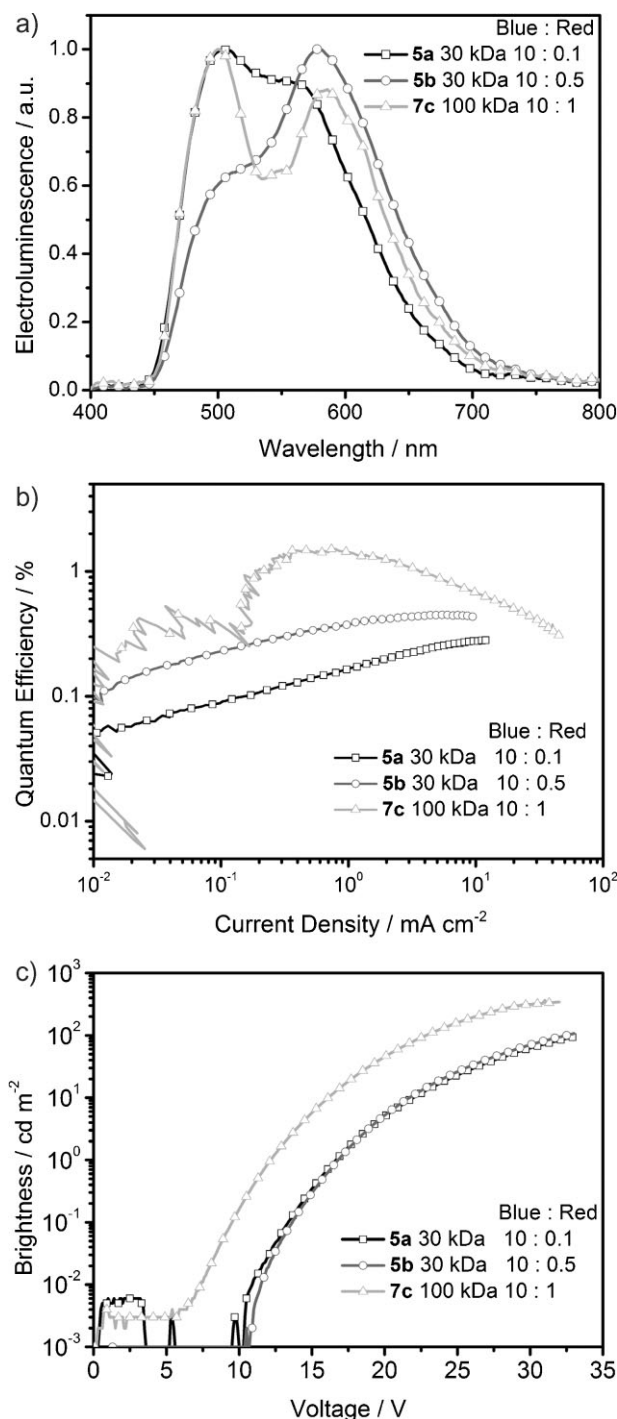 a)
Blue : Red
5a 30 kDa 10 : 0.1
5b 30 kDa 10 : 0.5
7c 100 kDa 10 : 1
1.0
0.8
0.6
0.4
0.2
0.0
Electroluminescence / a.u.
400 500 600 700 800
Wavelength / nm
b)
1
0.1
0.01
Quantum Efficiency / %
Blue : Red
5a 30 kDa 10 : 0.1
5b 30 kDa 10 : 0.5
7c 100 kDa 10 : 1
10⁻² 10⁻¹ 10⁰ 10¹ 10²
Current Density / mA cm⁻²
c)
10³
10²
10¹
10⁰
10⁻¹
10⁻²
10⁻³
Brightness / cd m⁻²
Blue : Red
5a 30 kDa 10 : 0.1
5b 30 kDa 10 : 0.5
7c 100 kDa 10 : 1
0 5 10 15 20 25 30 35
Voltage / V